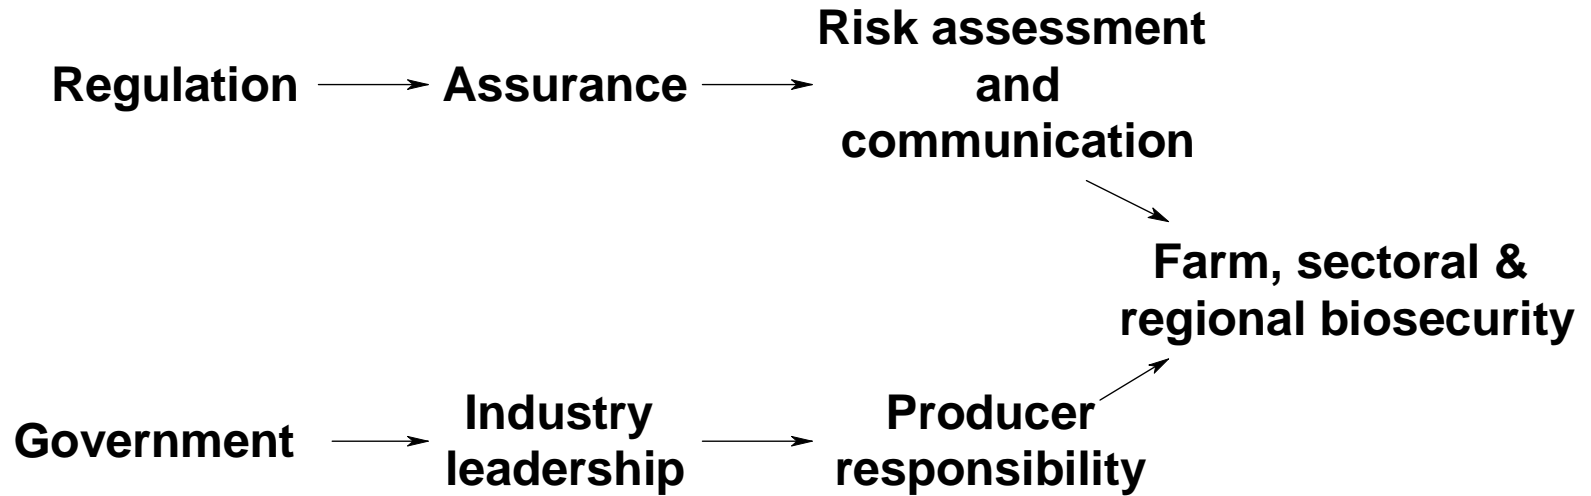 Regulation
Assurance
Risk assessment
and
communication
Farm, sectoral &
regional biosecurity
Government
Industry
leadership
Producer
responsibility